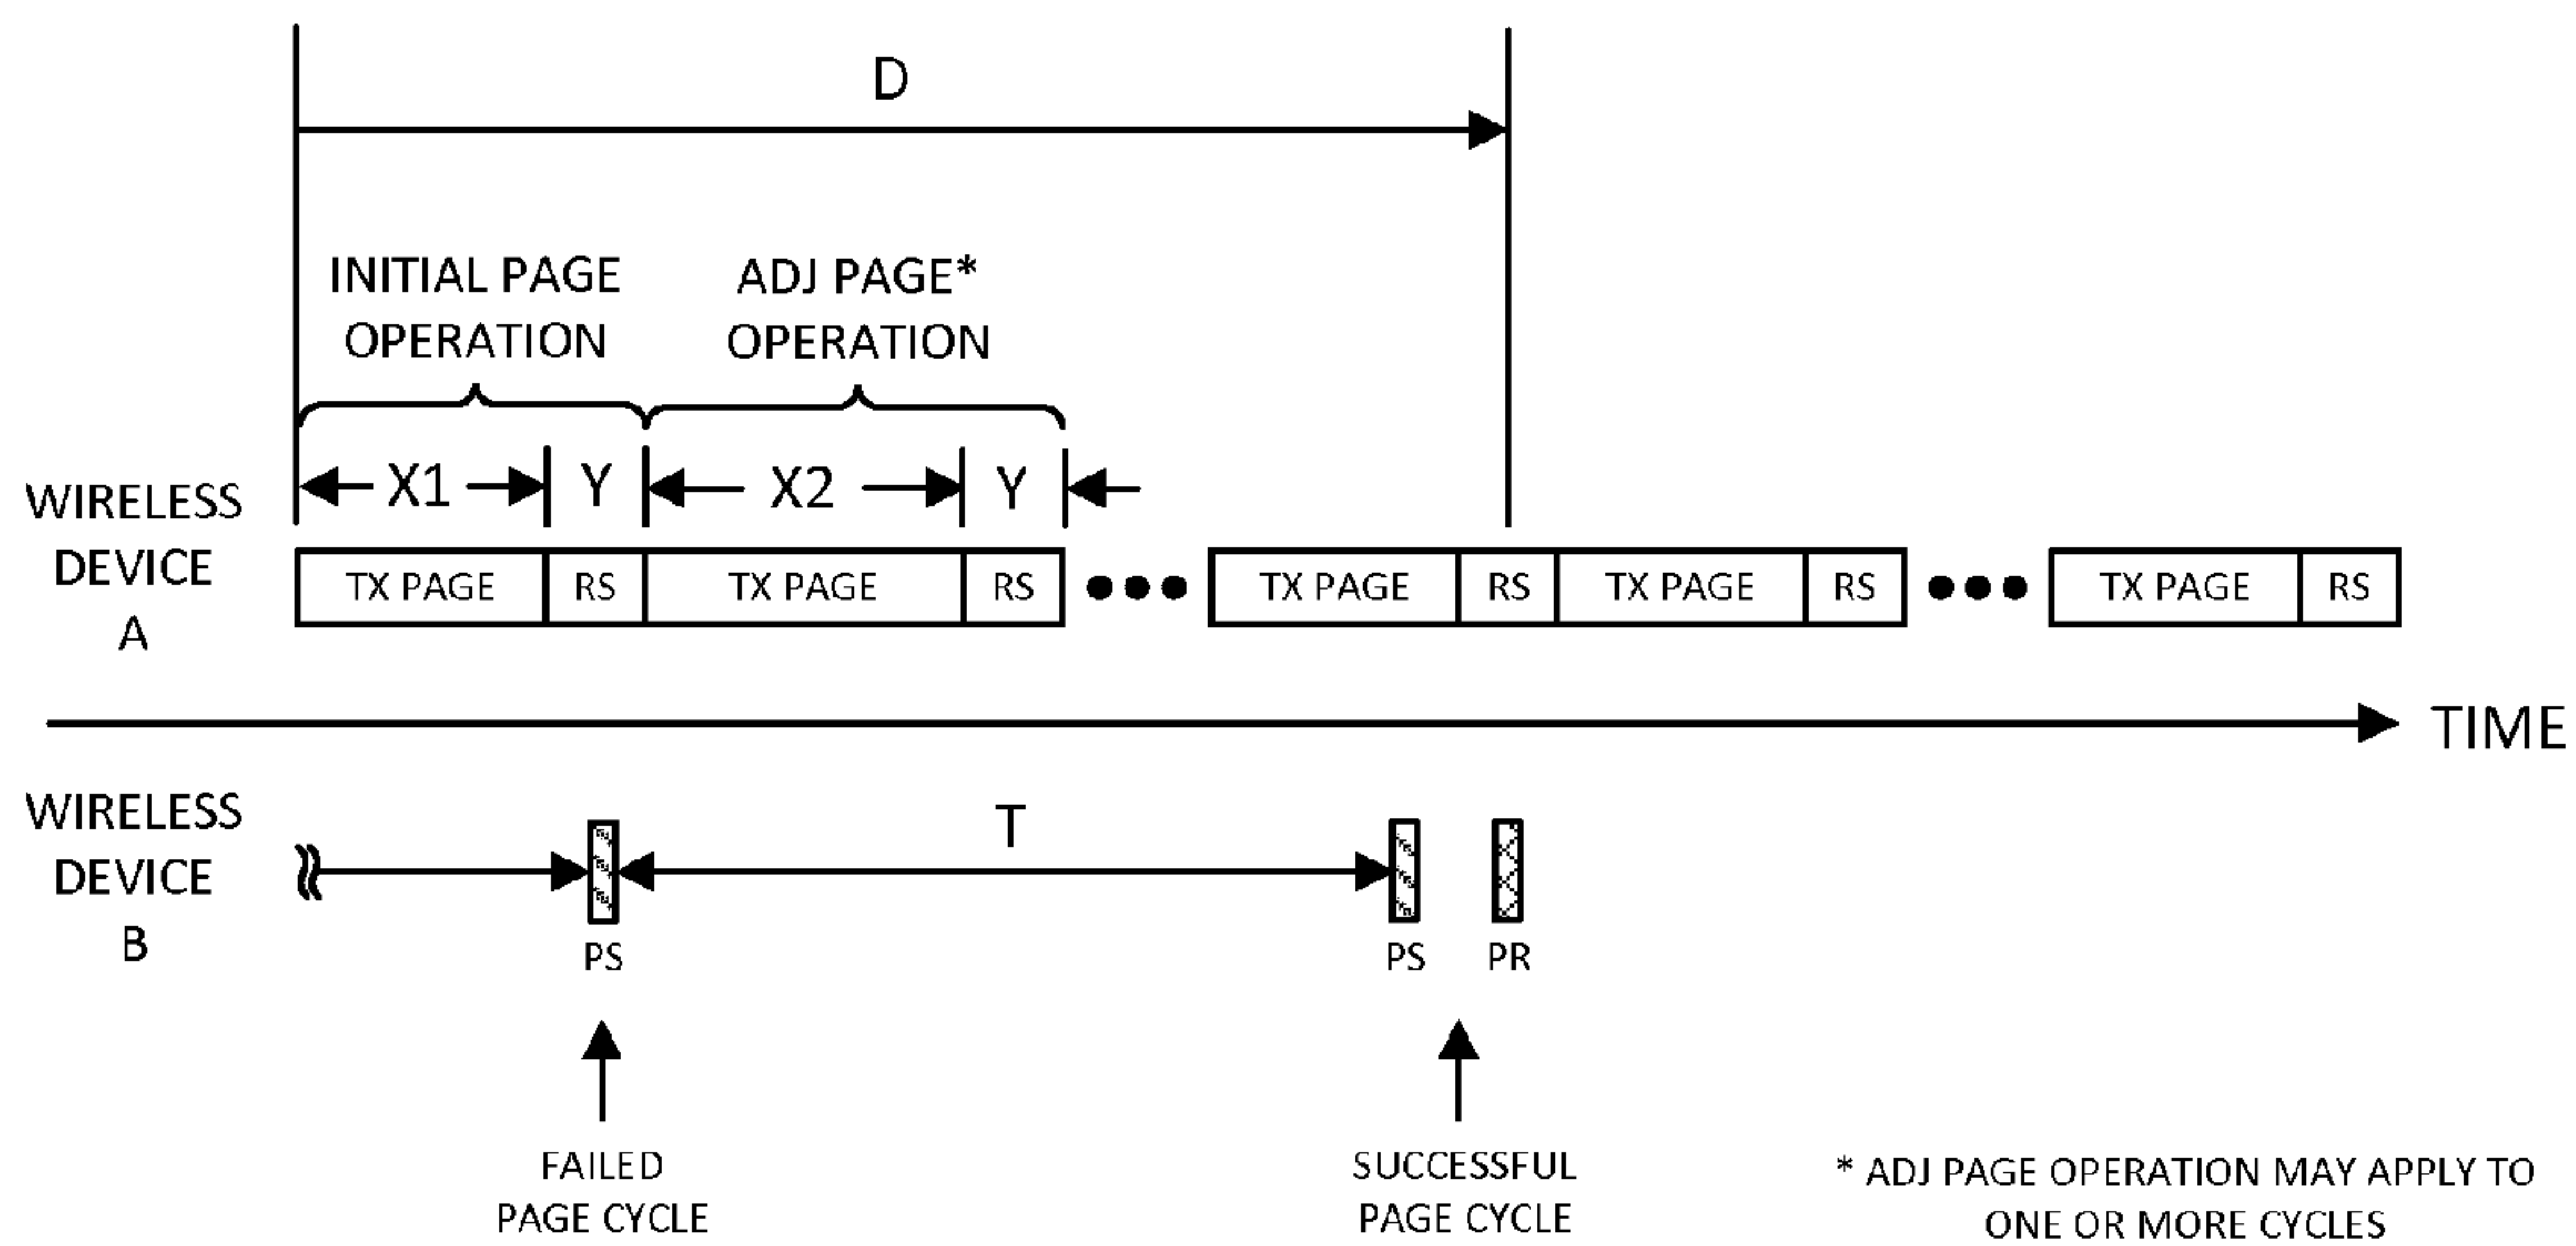 D
INITIAL PAGE
OPERATION
ADJ PAGE*
OPERATION
X1
Y
X2
Y
WIRELESS
DEVICE
A
TX PAGE
RS
TX PAGE
RS
TX PAGE
RS
TX PAGE
RS
TX PAGE
RS
TIME
WIRELESS
DEVICE
B
T
PS
PS
PR
FAILED
PAGE CYCLE
SUCCESSFUL
PAGE CYCLE
* ADJ PAGE OPERATION MAY APPLY TO
ONE OR MORE CYCLES